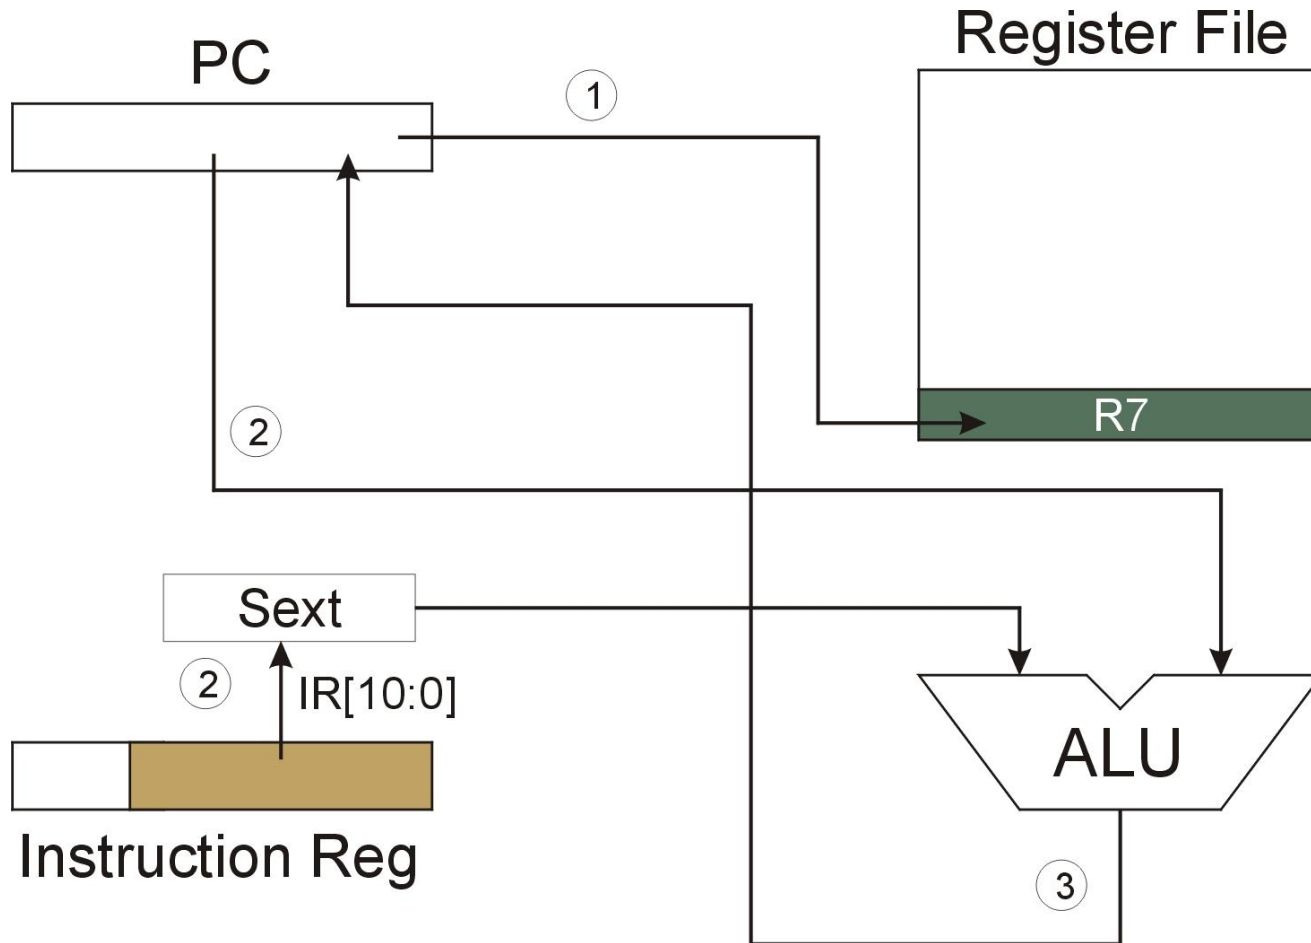 Register File
PC
1
R7
2
Sext
2
IR[10:0]
ALU
Instruction Reg
3